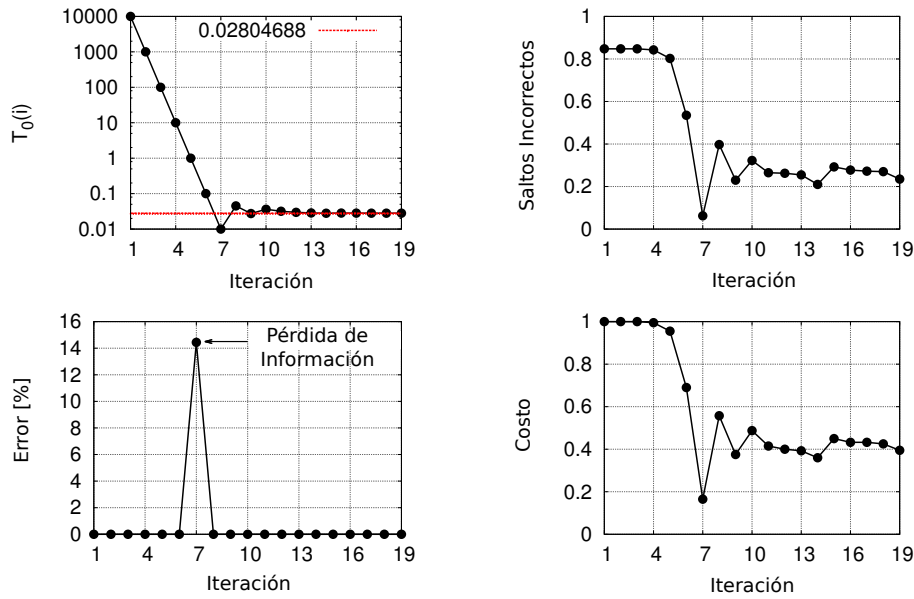 10000
1000
100
10
1
0.1
0.01
T0(i)
0.02804688
1 4 7 10 13 16 19
Iteración
1
0.8
0.6
0.4
0.2
0
Saltos Incorrectos
1 4 7 10 13 16 19
Iteración
16
14
12
10
8
6
4
2
0
Error [%]
Pérdida de
Información
1 4 7 10 13 16 19
Iteración
1
0.8
0.6
0.4
0.2
0
Costo
1 4 7 10 13 16 19
Iteración